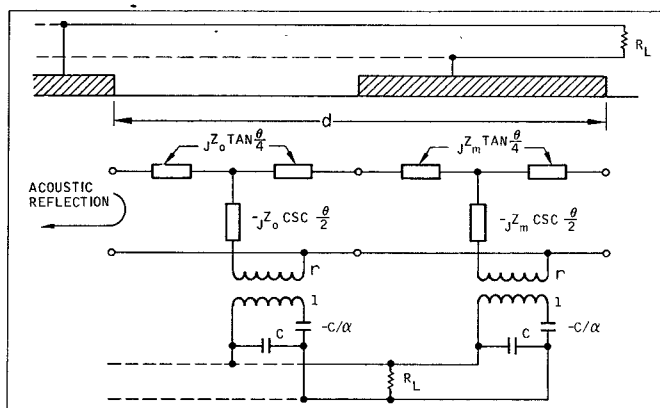 R_L
d
jZ_o TAN θ/4
jZ_m TAN θ/4
ACOUSTIC
REFLECTION
-jZ_o CSC θ/2
-jZ_m CSC θ/2
r
r
1
1
C
-C/α
C
-C/α
R_L